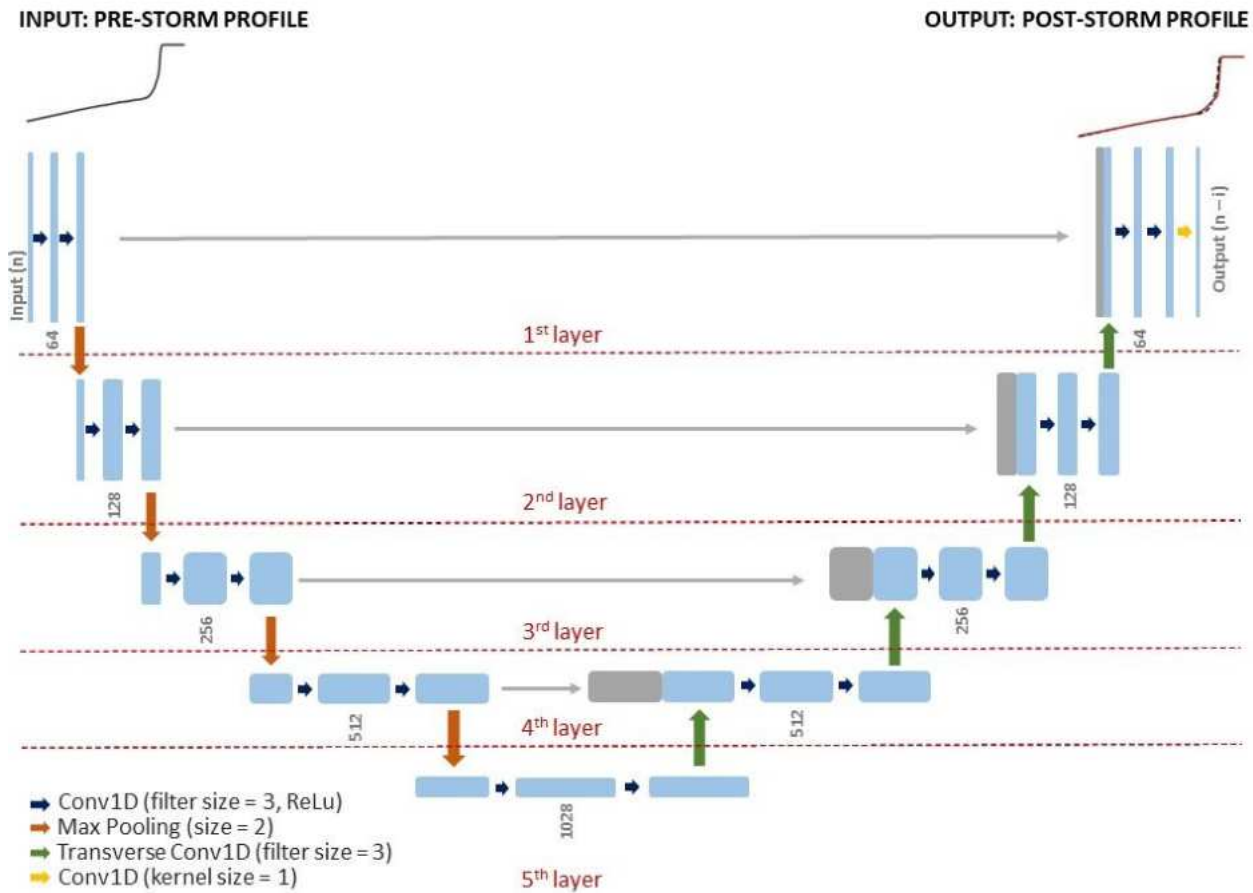 INPUT: PRE-STORM PROFILE
OUTPUT: POST-STORM PROFILE
Input (n)
64
1st layer
64
Output (n – i)
128
2nd layer
128
256
3rd layer
256
512
4th layer
512
1028
5th layer
Conv1D (filter size = 3, ReLu)
Max Pooling (size = 2)
Transverse Conv1D (filter size = 3)
Conv1D (kernel size = 1)